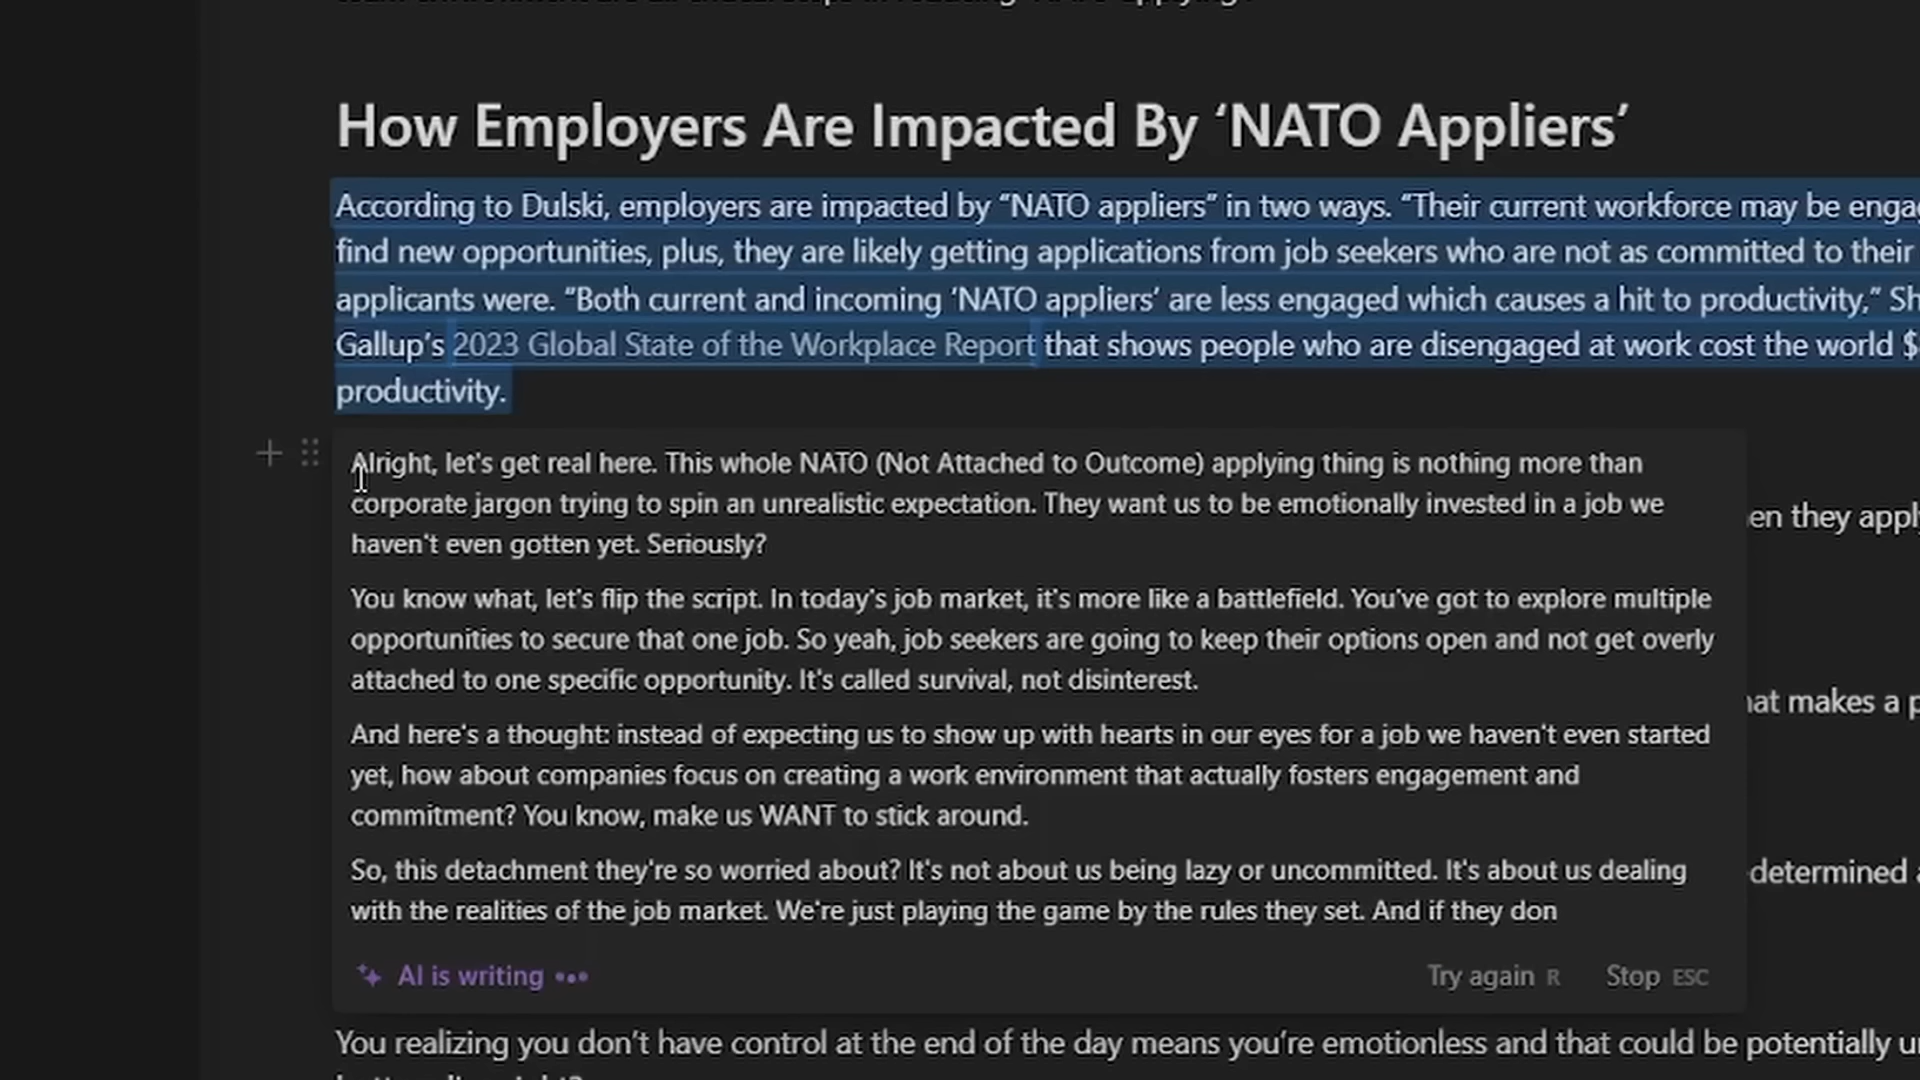 How Employers Are Impacted By ‘NATO Appliers’
According to Dulski, employers are impacted by “NATO appliers” in two ways. “Their current workforce may be
find new opportunities, plus, they are likely getting applications from job seekers who are not as committed to their
applicants were. “Both current and incoming ‘NATO appliers’ are less engaged which causes a hit to productivity,”
Gallup’s 2023 Global State of the Workplace Report that shows people who are disengaged at work cost the world $
productivity.
Alright, let's get real here. This whole NATO (Not Attached to Outcome) applying thing is nothing more than
corporate jargon trying to spin an unrealistic expectation. They want us to be emotionally invested in a job we
haven't even gotten yet. Seriously?
en they apply
You know what, let's flip the script. In today's job market, it's more like a battlefield. You've got to explore multiple
opportunities to secure that one job. So yeah, job seekers are going to keep their options open and not get overly
attached to one specific opportunity. It's called survival, not disinterest.
at makes a
And here's a thought: instead of expecting us to show up with hearts in our eyes for a job we haven't even started
yet, how about companies focus on creating a work environment that actually fosters engagement and
commitment? You know, make us WANT to stick around.
So, this detachment they're so worried about? It's not about us being lazy or uncommitted. It's about us dealing
determined
with the realities of the job market. We're just playing the game by the rules they set. And if they don
AI is writing •••
Try again R Stop ESC
You realizing you don’t have control at the end of the day means you’re emotionless and that could be potentially